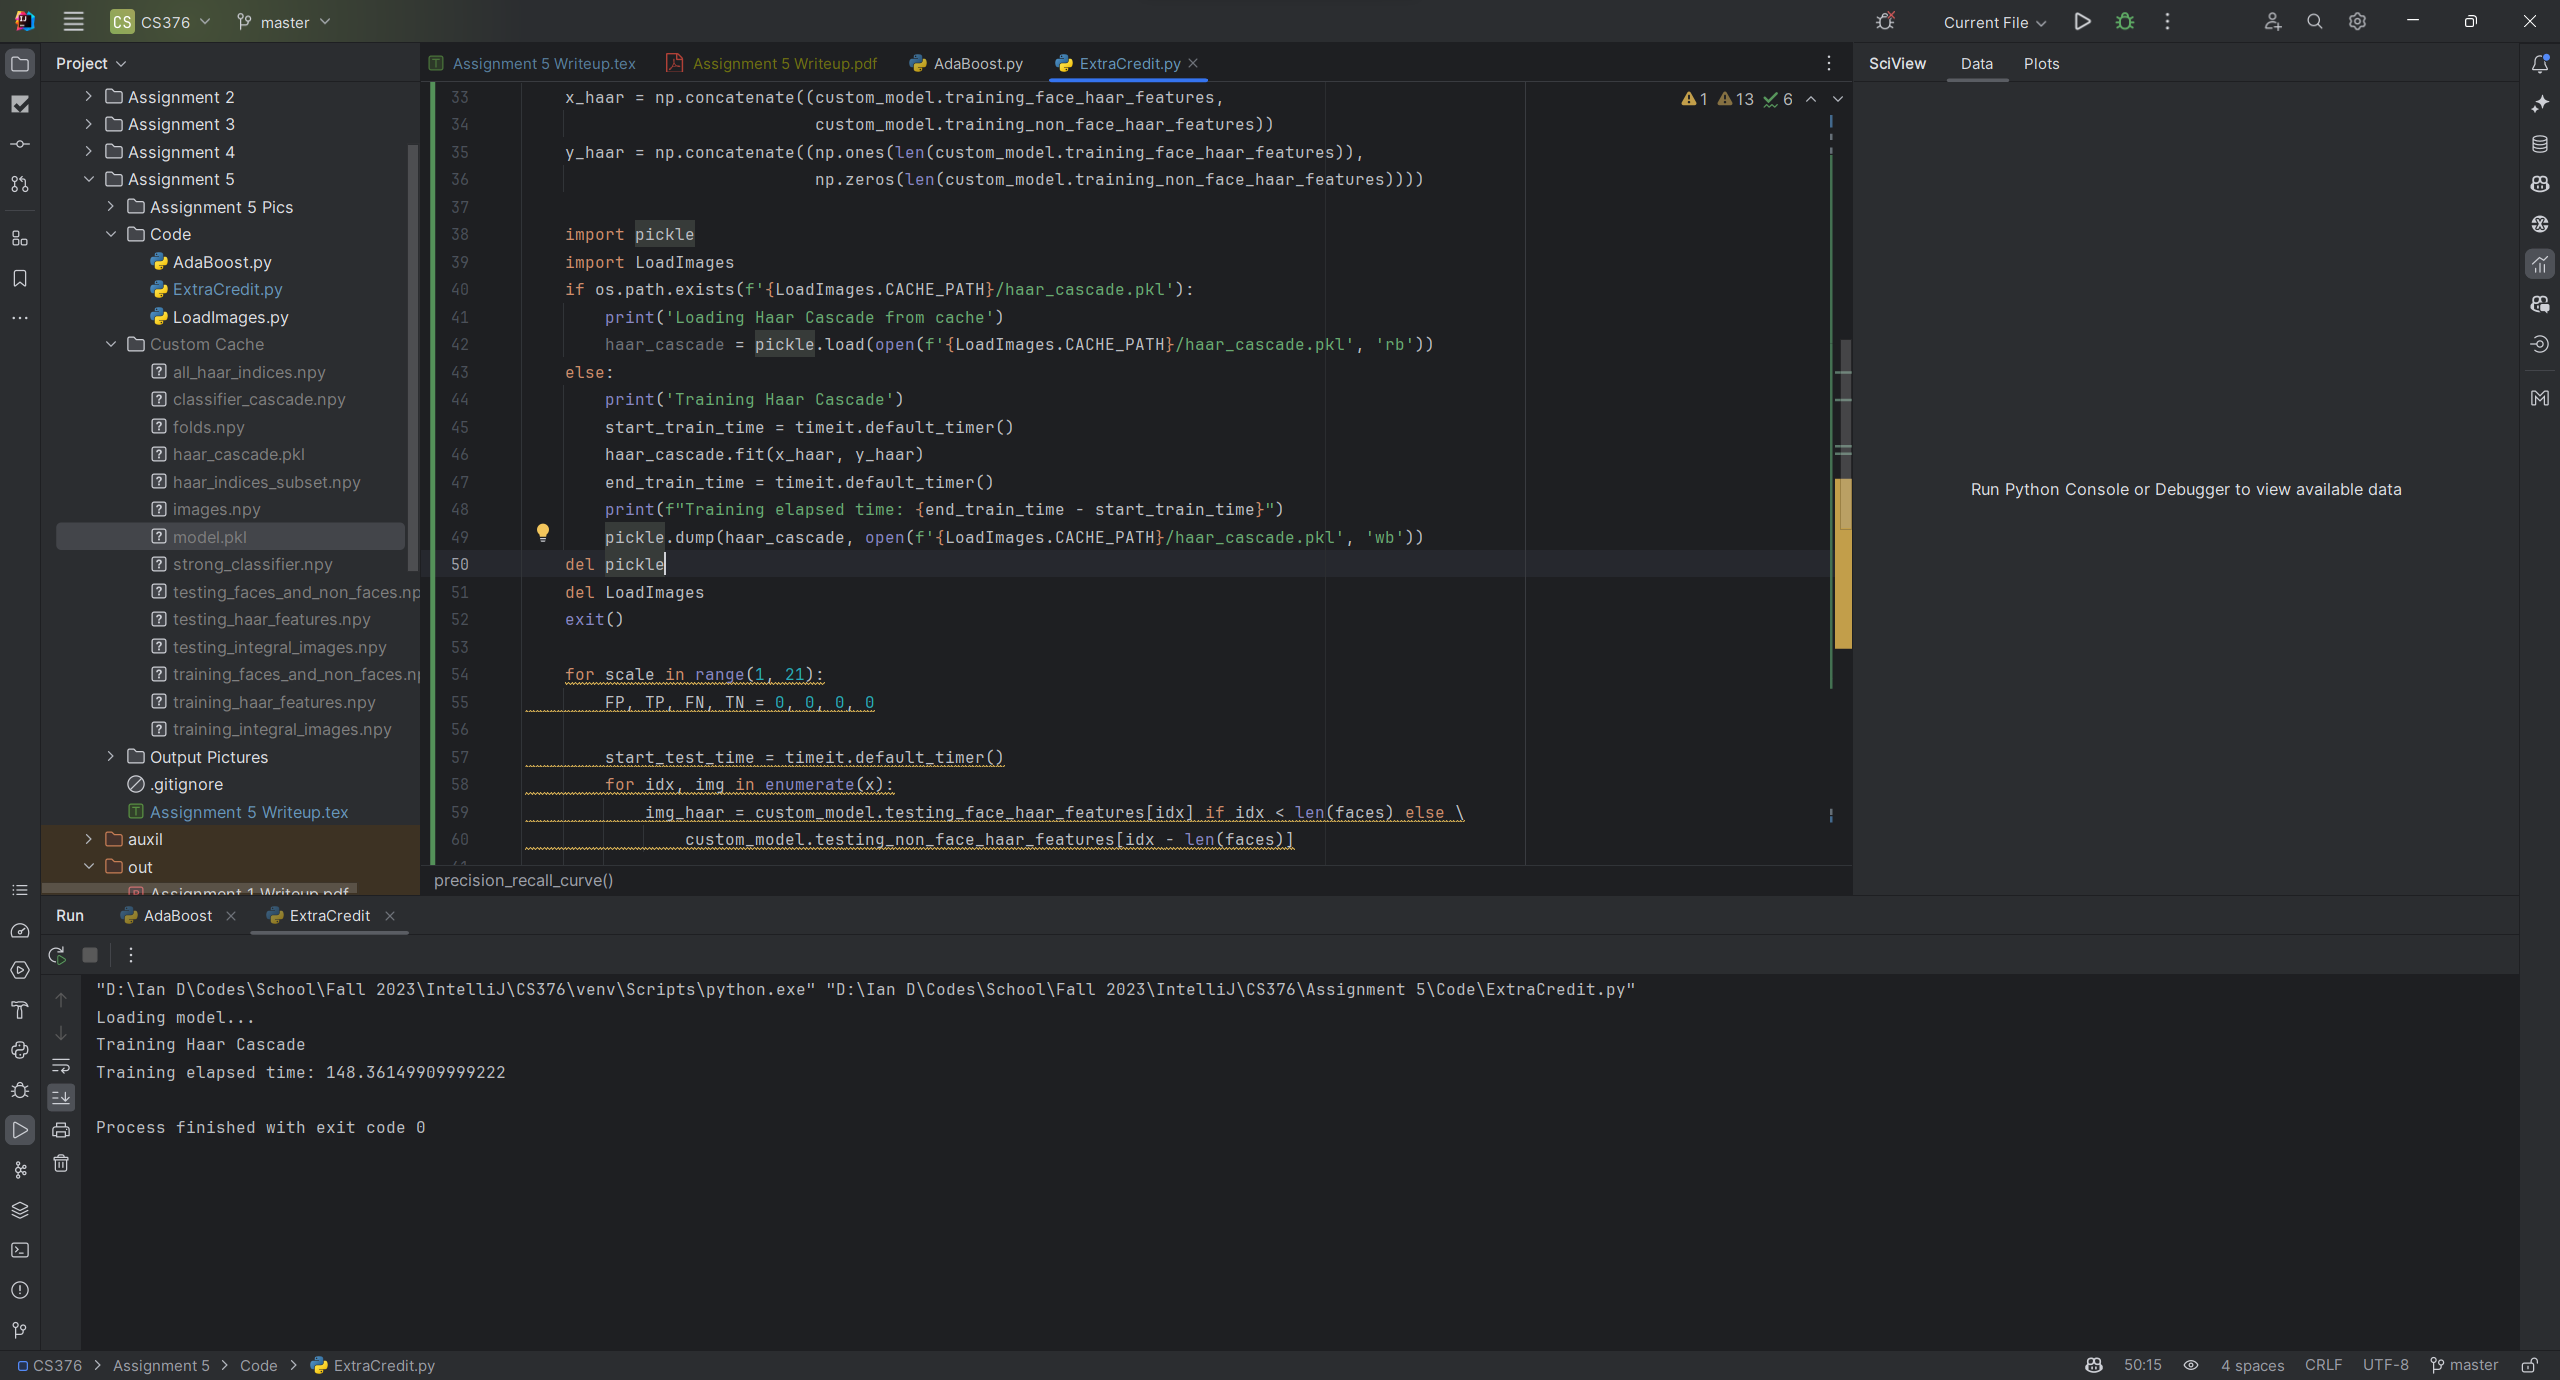 CS CS376 master Current File
Project
Assignment 2
Assignment 3
Assignment 4
Assignment 5
Assignment 5 Pics
Code
AdaBoost.py
ExtraCredit.py
LoadImages.py
Custom Cache
all_haar_indices.npy
classifier_cascade.npy
folds.npy
haar_cascade.pkl
haar_indices_subset.npy
images.npy
model.pkl
strong_classifier.npy
testing_faces_and_non_faces.np
testing_haar_features.npy
testing_integral_images.npy
training_faces_and_non_faces.n
training_haar_features.npy
training_integral_images.npy
Output Pictures
.gitignore
Assignment 5 Writeup.tex
auxil
out
Assignment 1 Writeup.pdf
Assignment 5 Writeup.tex Assignment 5 Writeup.pdf AdaBoost.py ExtraCredit.py
1 13 6
33 x_haar = np.concatenate((custom_model.training_face_haar_features,
34 custom_model.training_non_face_haar_features))
35 y_haar = np.concatenate((np.ones(len(custom_model.training_face_haar_features)),
36 np.zeros(len(custom_model.training_non_face_haar_features))))
37
38 import pickle
39 import LoadImages
40 if os.path.exists(f'{LoadImages.CACHE_PATH}/haar_cascade.pkl'):
41 print('Loading Haar Cascade from cache')
42 haar_cascade = pickle.load(open(f'{LoadImages.CACHE_PATH}/haar_cascade.pkl', 'rb'))
43 else:
44 print('Training Haar Cascade')
45 start_train_time = timeit.default_timer()
46 haar_cascade.fit(x_haar, y_haar)
47 end_train_time = timeit.default_timer()
48 print(f"Training elapsed time: {end_train_time - start_train_time}")
49 pickle.dump(haar_cascade, open(f'{LoadImages.CACHE_PATH}/haar_cascade.pkl', 'wb'))
50 del pickle
51 del LoadImages
52 exit()
53
54 for scale in range(1, 21):
55 FP, TP, FN, TN = 0, 0, 0, 0
56
57 start_test_time = timeit.default_timer()
58 for idx, img in enumerate(x):
59 img_haar = custom_model.testing_face_haar_features[idx] if idx < len(faces) else \
60 custom_model.testing_non_face_haar_features[idx - len(faces)]
precision_recall_curve()
SciView Data Plots
Run Python Console or Debugger to view available data
Run AdaBoost ExtraCredit
"D:\Ian D\Codes\School\Fall 2023\IntelliJ\CS376\venv\Scripts\python.exe" "D:\Ian D\Codes\School\Fall 2023\IntelliJ\CS376\Assignment 5\Code\ExtraCredit.py"
Loading model...
Training Haar Cascade
Training elapsed time: 148.36149909999222
Process finished with exit code 0
CS376 > Assignment 5 > Code > ExtraCredit.py 50:15 4 spaces CRLF UTF-8 master